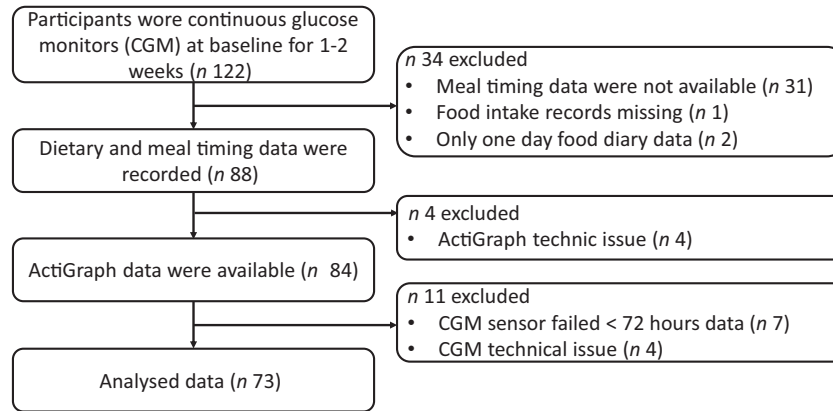 Participants wore continuous glucose
monitors (CGM) at baseline for 1-2
weeks (n 122)
n 34 excluded
• Meal timing data were not available (n 31)
• Food intake records missing (n 1)
• Only one day food diary data (n 2)
Dietary and meal timing data were
recorded (n 88)
n 4 excluded
• ActiGraph technic issue (n 4)
ActiGraph data were available (n 84)
n 11 excluded
• CGM sensor failed < 72 hours data (n 7)
• CGM technical issue (n 4)
Analysed data (n 73)